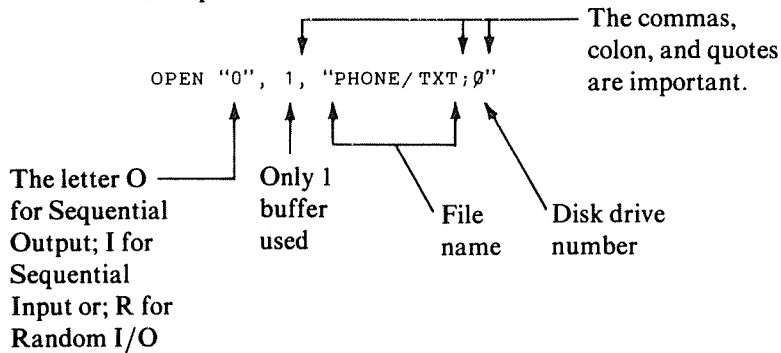 The commas,
colon, and quotes
are important.
OPEN "O", 1, "PHONE/TXT;Ø"
The letter O
for Sequential
Output; I for
Sequential
Input or; R for
Random I/O
Only 1
buffer
used
File
name
Disk drive
number